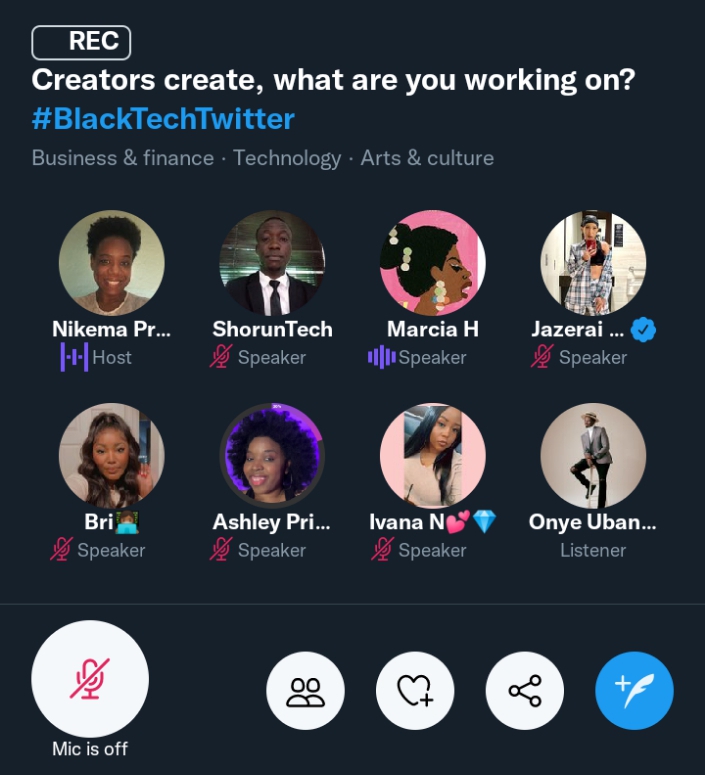 REC
Creators create, what are you working on?
#BlackTechTwitter
Business & finance · Technology · Arts & culture
Nikema Pr...
ShorunTech
Marcia H
Jazerai ...
Host
Speaker
Speaker
Speaker
Bri
Ashley Pri...
Ivana N💕💎
Onye Uban...
Speaker
Speaker
Speaker
Listener
Mic is off